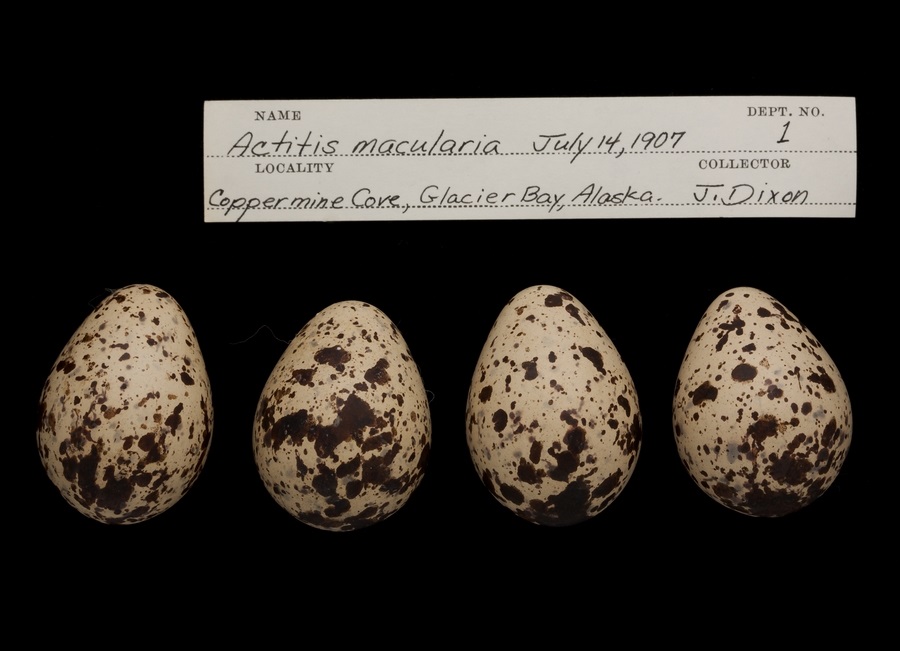 NAME DEPT. NO.
Actitis macularia July 14, 1907 1
LOCALITY COLLECTOR
Coppermine Cove, Glacier Bay, Alaska. J. Dixon